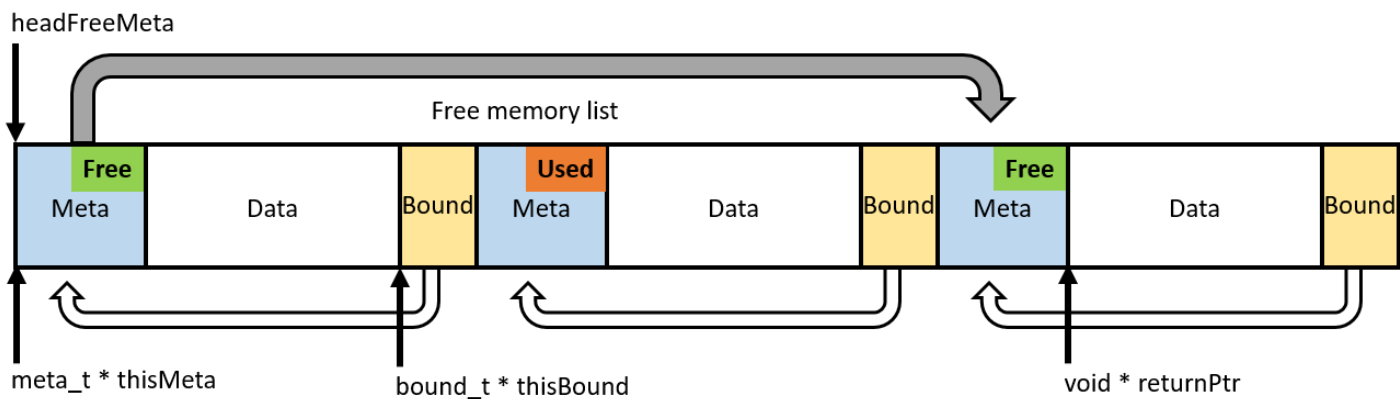 headFreeMeta
Free memory list
Free
Used
Free
Meta
Data
Bound
Meta
Data
Bound
Meta
Data
Bound
meta_t * thisMeta
bound_t * thisBound
void * returnPtr